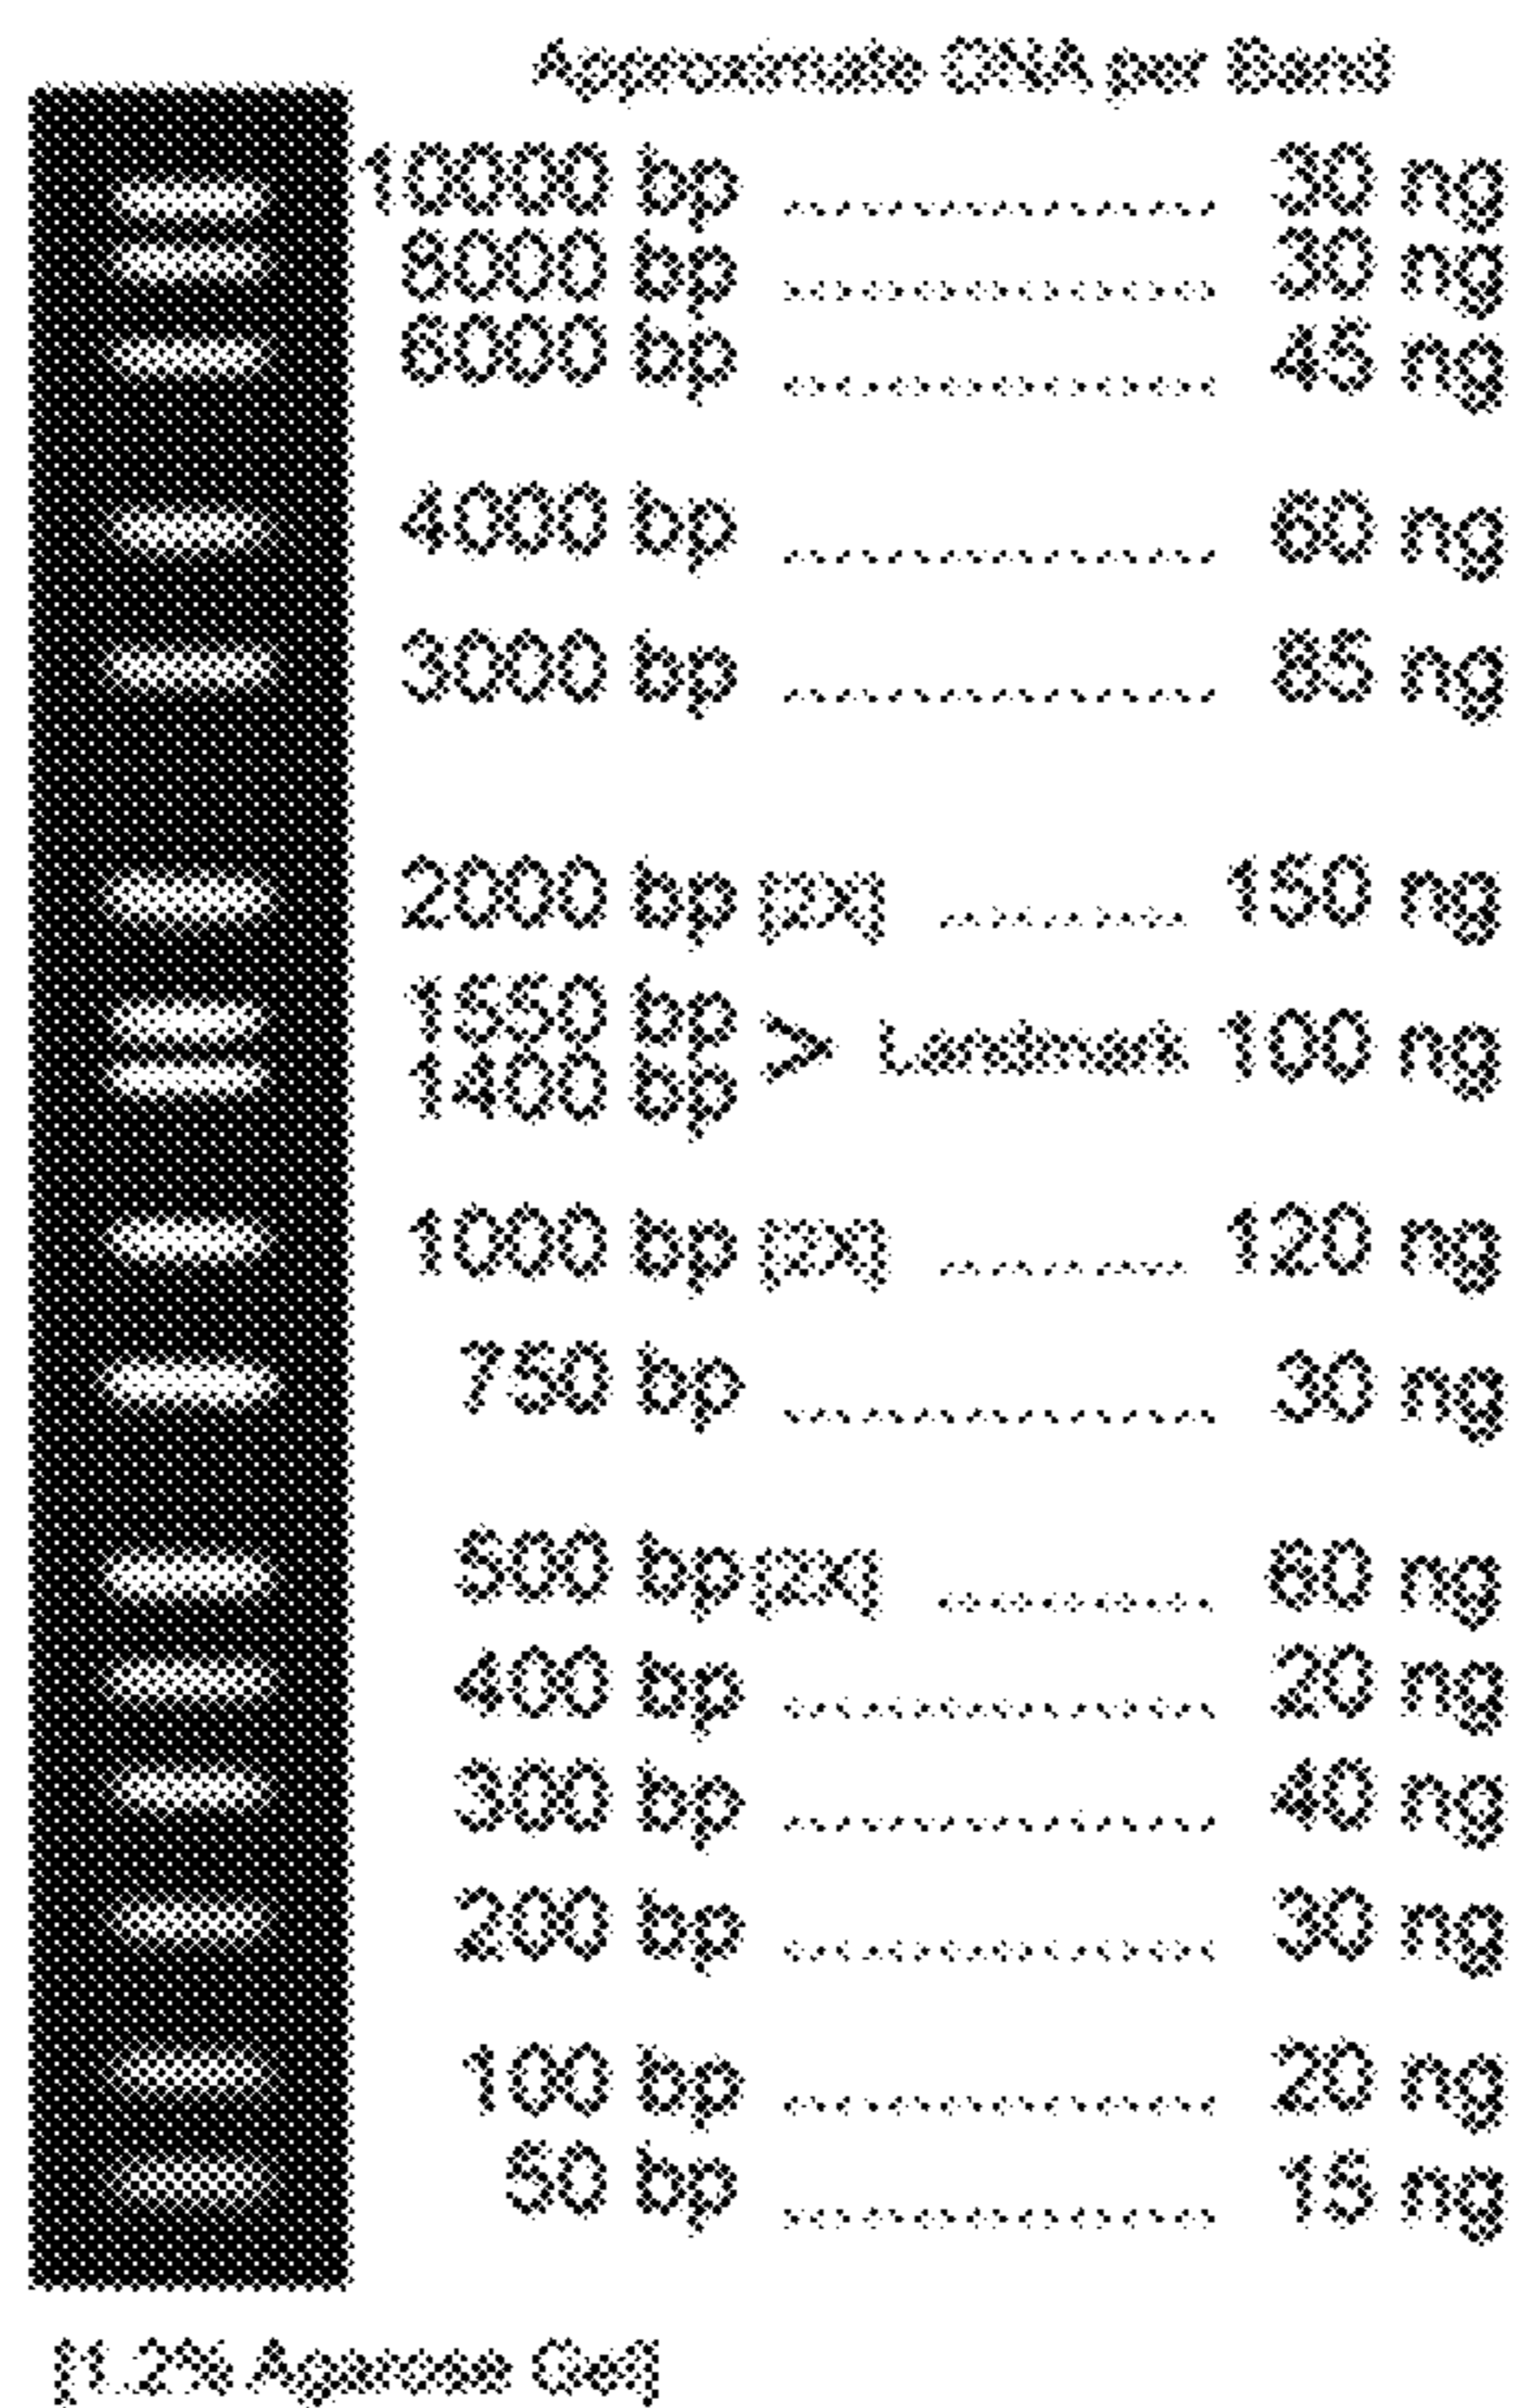 Approximate DNA per Band
10000 bp ................. 30 ng
8000 bp ................. 30 ng
6000 bp ................. 45 ng
4000 bp ................. 60 ng
3000 bp ................. 85 ng
2000 bp [2X] .......... 150 ng
1550 bp
> Landmark 100 ng
1400 bp
1000 bp [2X] .......... 120 ng
750 bp ................. 30 ng
500 bp [2X] ........... 60 ng
400 bp ................. 20 ng
300 bp ................. 40 ng
200 bp ................. 30 ng
100 bp ................. 20 ng
50 bp ................. 15 ng
[1.2% Agarose Gel]